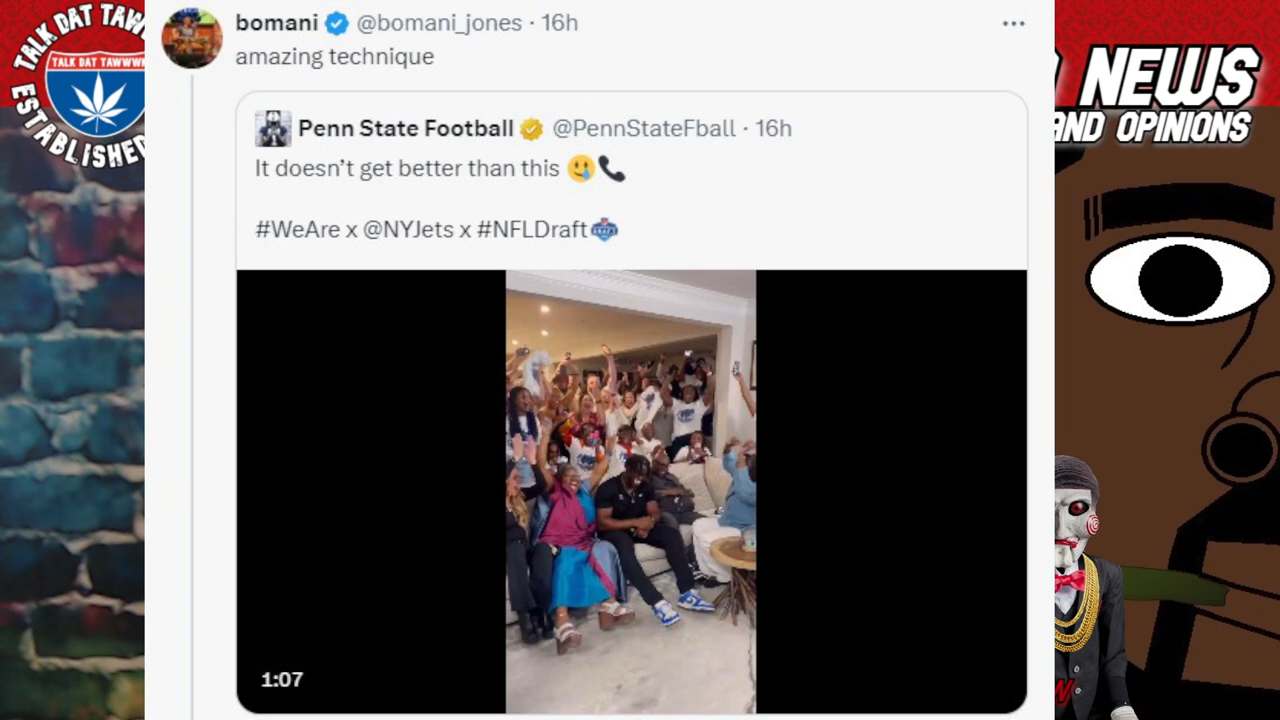 TALK DAT TAWW
TALK DAT TAWWW
ESTABLISHE
bomani @bomani_jones · 16h
amazing technique
Penn State Football @PennStateFball · 16h
It doesn’t get better than this 🥲📞
#WeAre x @NYJets x #NFLDraft
1:07
NEWS
AND OPINIONS